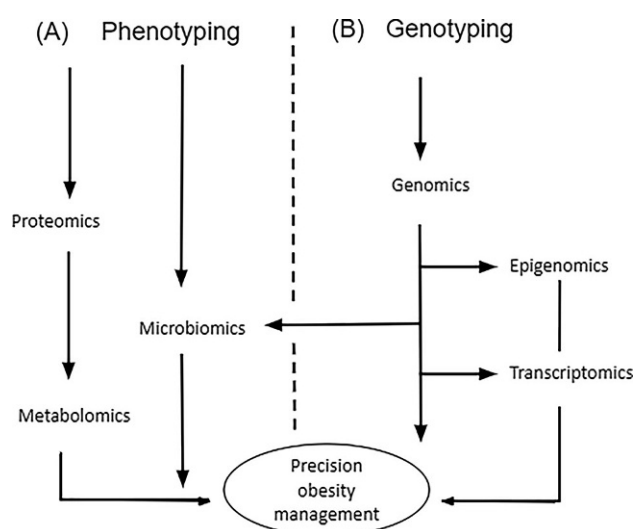 (A) Phenotyping
(B) Genotyping
Genomics
Proteomics
Epigenomics
Microbiomics
Transcriptomics
Metabolomics
Precision
obesity
management